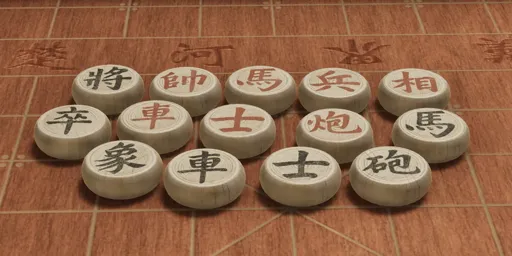 將 帥 馬 兵 相
卒 車 士 炮 馬
象 車 士 砲